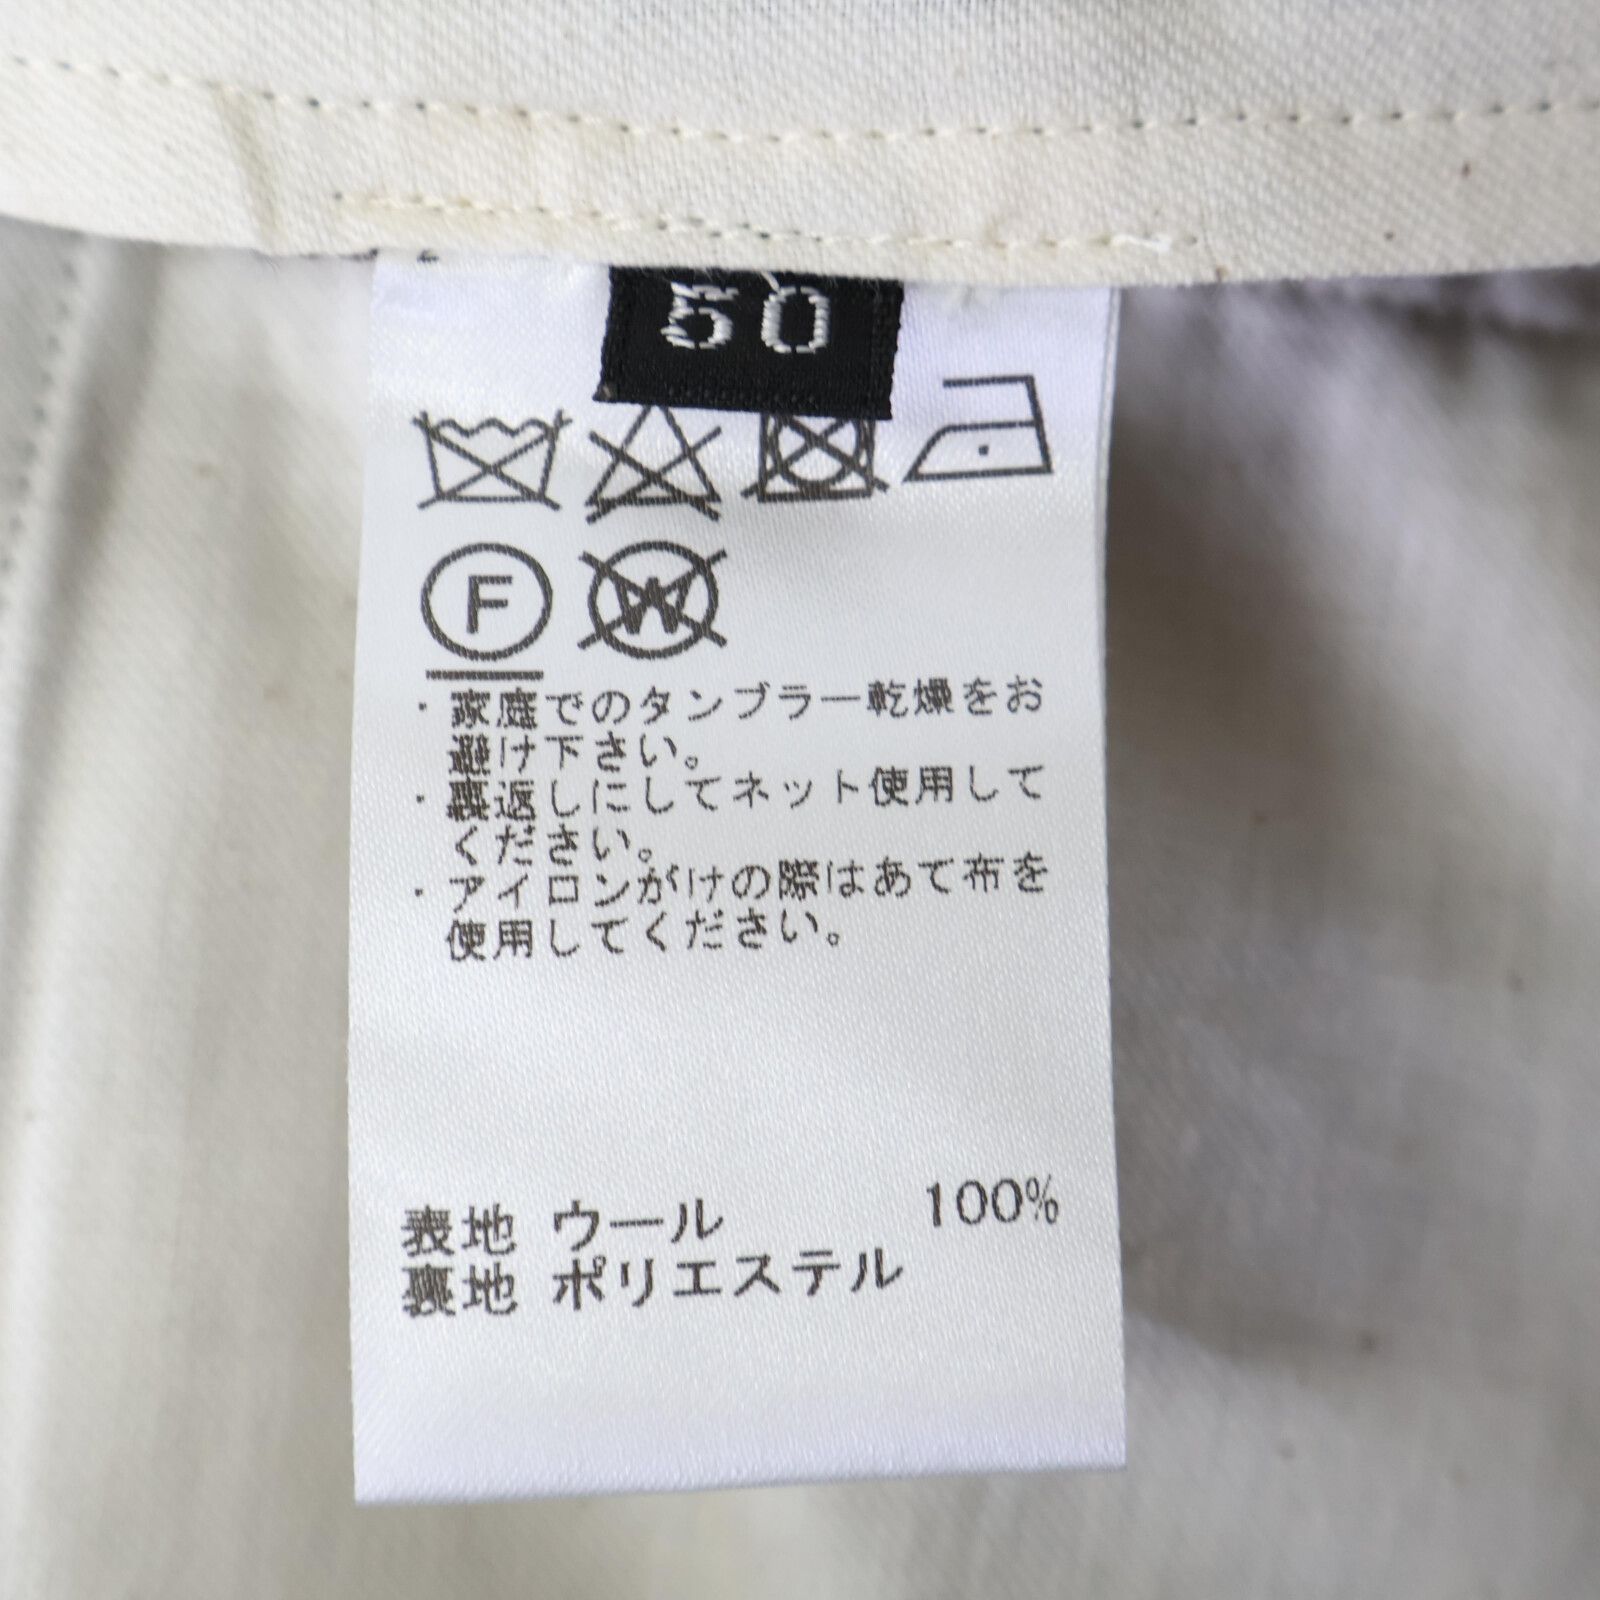 50
F
W
・家庭でのタンブラー乾燥をお
避け下さい。
・裏返しにしてネット使用して
ください。
・アイロンがけの際はあて布を
使用してください。
表地 ウール 100%
裏地 ポリエステル